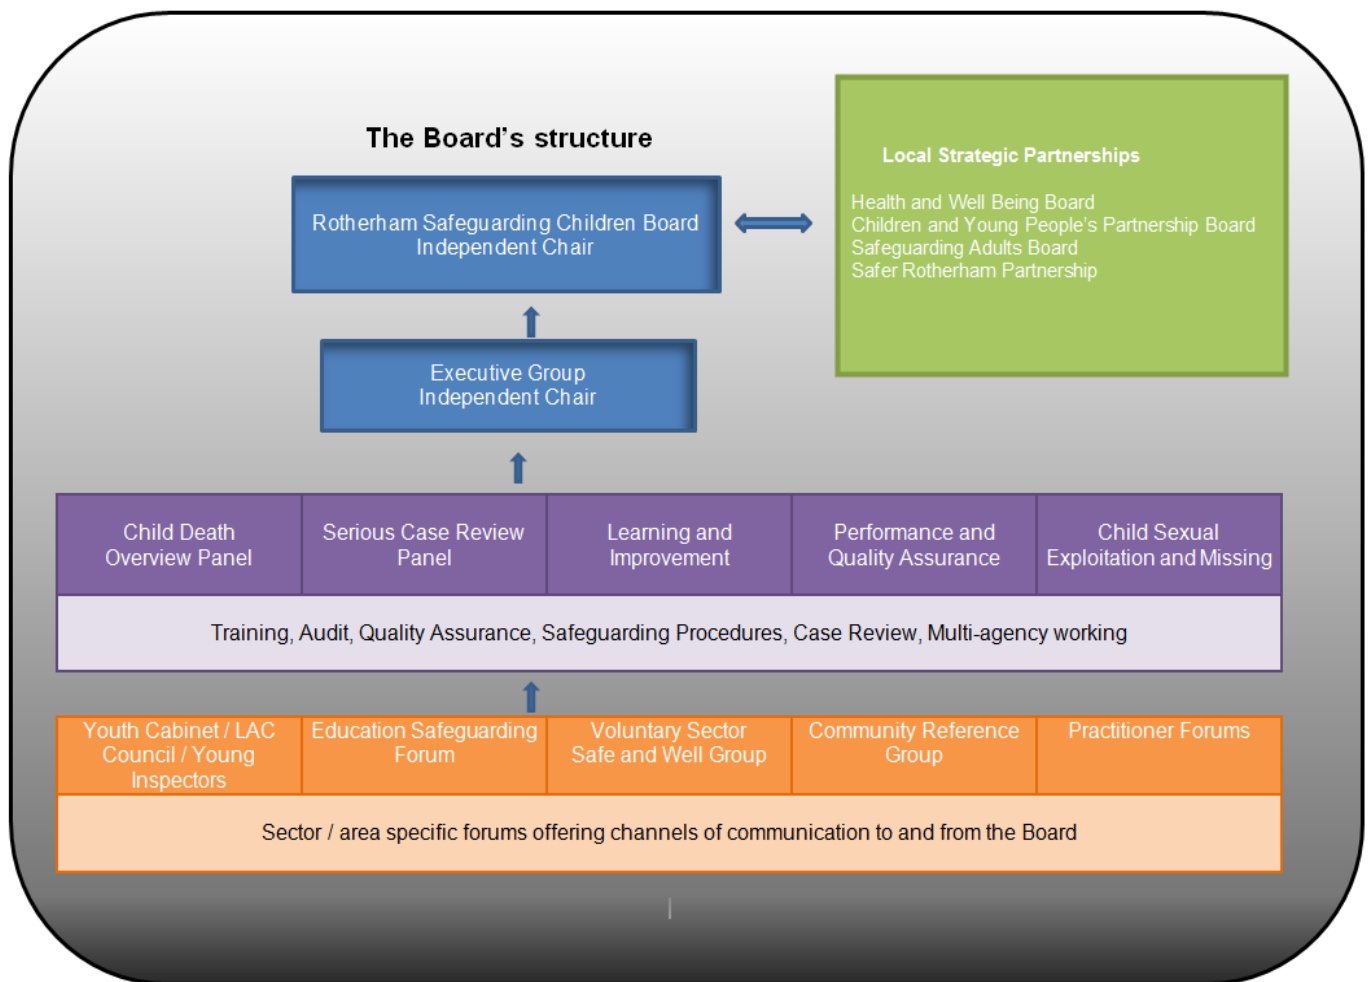 The Board's structure
Rotherham Safeguarding Children Board
Independent Chair
Local Strategic Partnerships
Health and Well Being Board
Children and Young People's Partnership Board
Safeguarding Adults Board
Safer Rotherham Partnership
Executive Group
Independent Chair
Child Death
Overview Panel
Serious Case Review
Panel
Learning and
Improvement
Performance and
Quality Assurance
Child Sexual
Exploitation and Missing
Training, Audit, Quality Assurance, Safeguarding Procedures, Case Review, Multi-agency working
Youth Cabinet / LAC
Council / Young
Inspectors
Education Safeguarding
Forum
Voluntary Sector
Safe and Well Group
Community Reference
Group
Practitioner Forums
Sector / area specific forums offering channels of communication to and from the Board